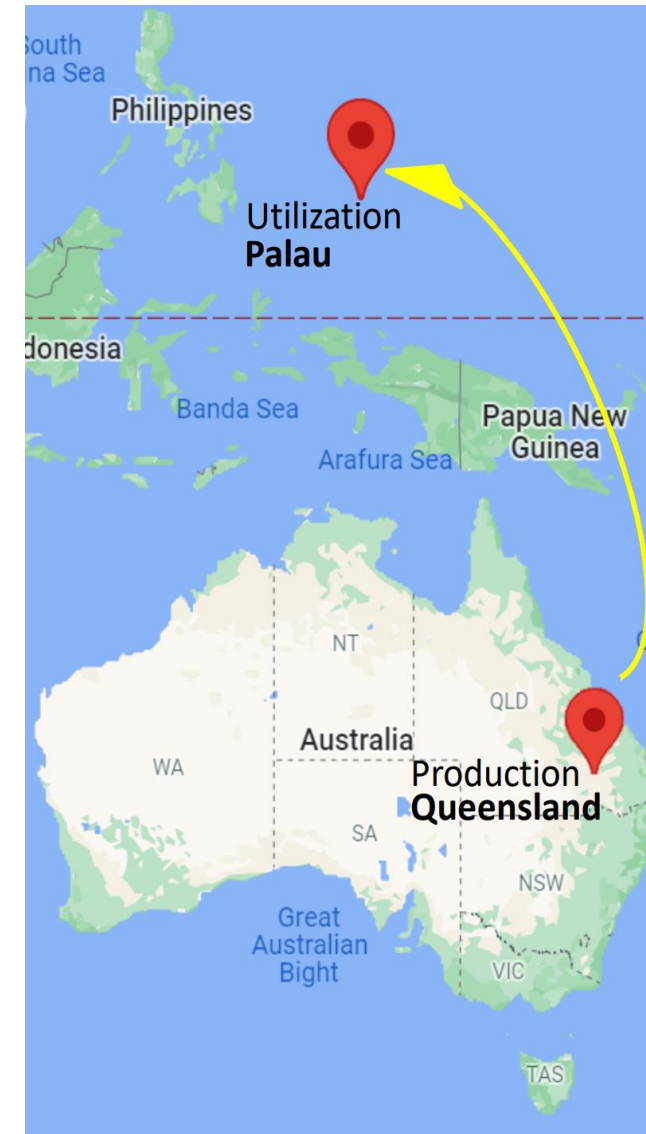 South
na Sea
Philippines
Utilization
Palau
donesia
Banda Sea
Papua New
Guinea
Arafura Sea
NT
QLD
Australia
WA
Production
Queensland
SA
NSW
Great
Australian
Bight
VIC
TAS